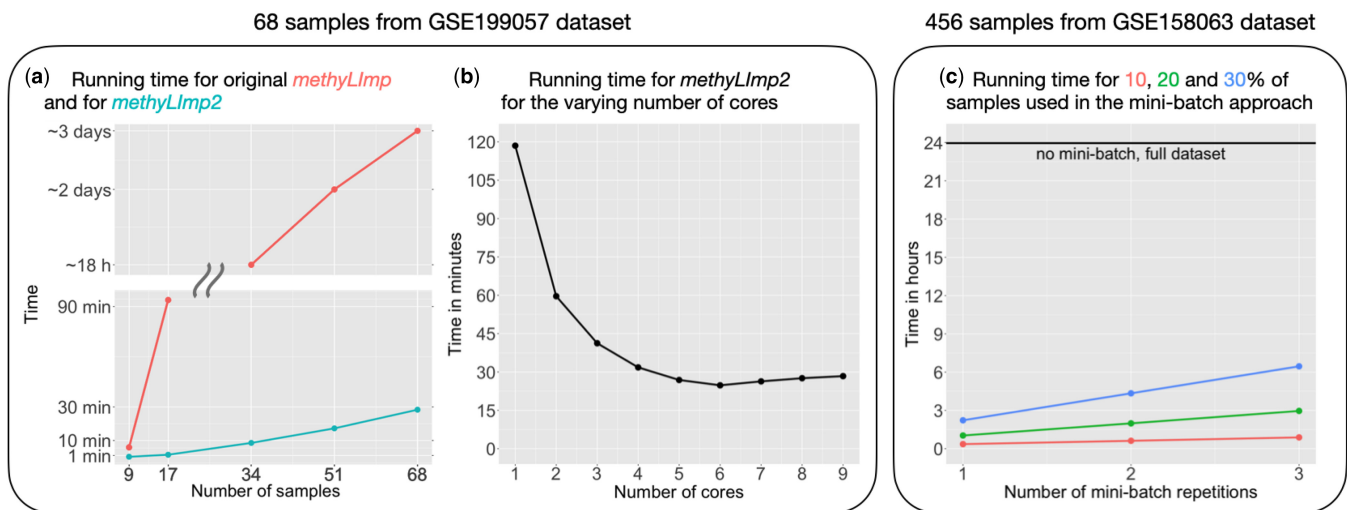 68 samples from GSE199057 dataset
456 samples from GSE158063 dataset
(a) Running time for original methyLImp
and for methyLImp2
~3 days
~2 days
~18 h
90 min
30 min
10 min
1 min
Time
9 17 34 51 68
Number of samples
(b) Running time for methyLImp2
for the varying number of cores
120
105
90
75
60
45
30
15
0
Time in minutes
1 2 3 4 5 6 7 8 9
Number of cores
(c) Running time for 10, 20 and 30% of
samples used in the mini-batch approach
24
21
18
15
12
9
6
3
0
no mini-batch, full dataset
Time in hours
1 2 3
Number of mini-batch repetitions